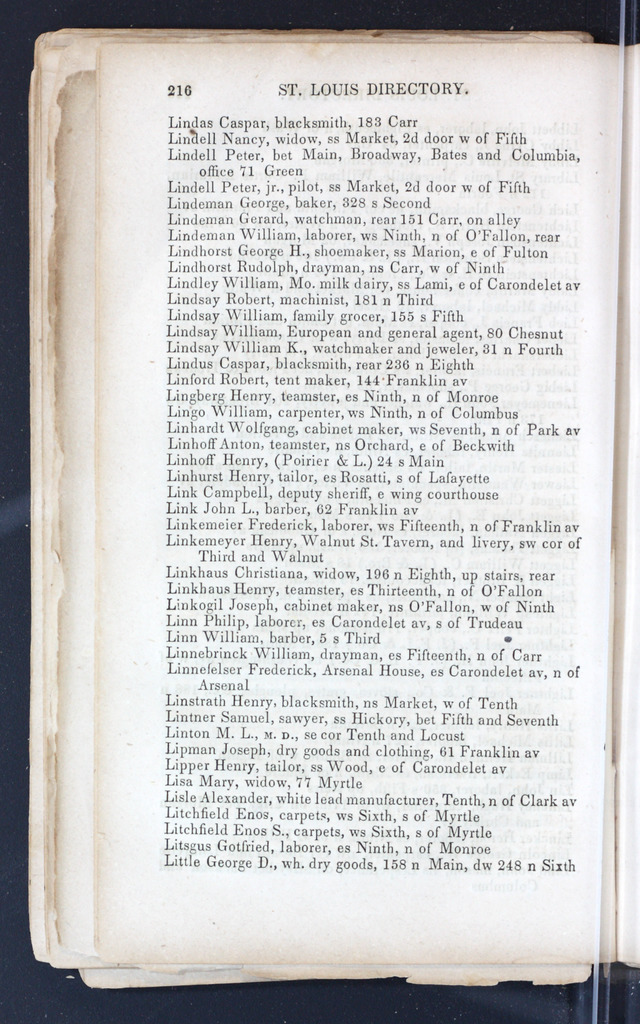 216 ST. LOUIS DIRECTORY.
Lindas Caspar, blacksmith, 183 Carr
Lindell Nancy, widow, ss Market, 2d door w of Fifth
Lindell Peter, bet Main, Broadway, Bates and Columbia,
office 71 Green
Lindell Peter, jr., pilot, ss Market, 2d door w of Fifth
Lindeman George, baker, 328 s Second
Lindeman Gerard, watchman, rear 151 Carr, on alley
Lindeman William, laborer, ws Ninth, n of O'Fallon, rear
Lindhorst George H., shoemaker, ss Marion, e of Fulton
Lindhorst Rudolph, drayman, ns Carr, w of Ninth
Lindley William, Mo. milk dairy, ss Lami, e of Carondelet av
Lindsay Robert, machinist, 181 n Third
Lindsay William, family grocer, 155 s Fifth
Lindsay William, European and general agent, 80 Chesnut
Lindsay William K., watchmaker and jeweler, 31 n Fourth
Lindus Caspar, blacksmith, rear 236 n Eighth
Linford Robert, tent maker, 144 Franklin av
Lingberg Henry, teamster, es Ninth, n of Monroe
Lingo William, carpenter, ws Ninth, n of Columbus
Linhardt Wolfgang, cabinet maker, ws Seventh, n of Park av
Linhoff Anton, teamster, ns Orchard, e of Beckwith
Linhoff Henry, (Poirier & L.) 24 s Main
Linhurst Henry, tailor, es Rosatti, s of Lafayette
Link Campbell, deputy sheriff, e wing courthouse
Link John L., barber, 62 Franklin av
Linkemeier Frederick, laborer, ws Fifteenth, n of Franklin av
Linkemeyer Henry, Walnut St. Tavern, and livery, sw cor of
Third and Walnut
Linkhaus Christiana, widow, 196 n Eighth, up stairs, rear
Linkhaus Henry, teamster, es Thirteenth, n of O'Fallon
Linkogil Joseph, cabinet maker, ns O'Fallon, w of Ninth
Linn Philip, laborer, es Carondelet av, s of Trudeau
Linn William, barber, 5 s Third
Linnebrinck William, drayman, es Fifteenth, n of Carr
Linnefelser Frederick, Arsenal House, es Carondelet av, n of
Arsenal
Linstrath Henry, blacksmith, ns Market, w of Tenth
Lintner Samuel, sawyer, ss Hickory, bet Fifth and Seventh
Linton M. L., M. D., se cor Tenth and Locust
Lipman Joseph, dry goods and clothing, 61 Franklin av
Lipper Henry, tailor, ss Wood, e of Carondelet av
Lisa Mary, widow, 77 Myrtle
Lisle Alexander, white lead manufacturer, Tenth, n of Clark av
Litchfield Enos, carpets, ws Sixth, s of Myrtle
Litchfield Enos S., carpets, ws Sixth, s of Myrtle
Litsgus Gotfried, laborer, es Ninth, n of Monroe
Little George D., wh. dry goods, 158 n Main, dw 248 n Sixth